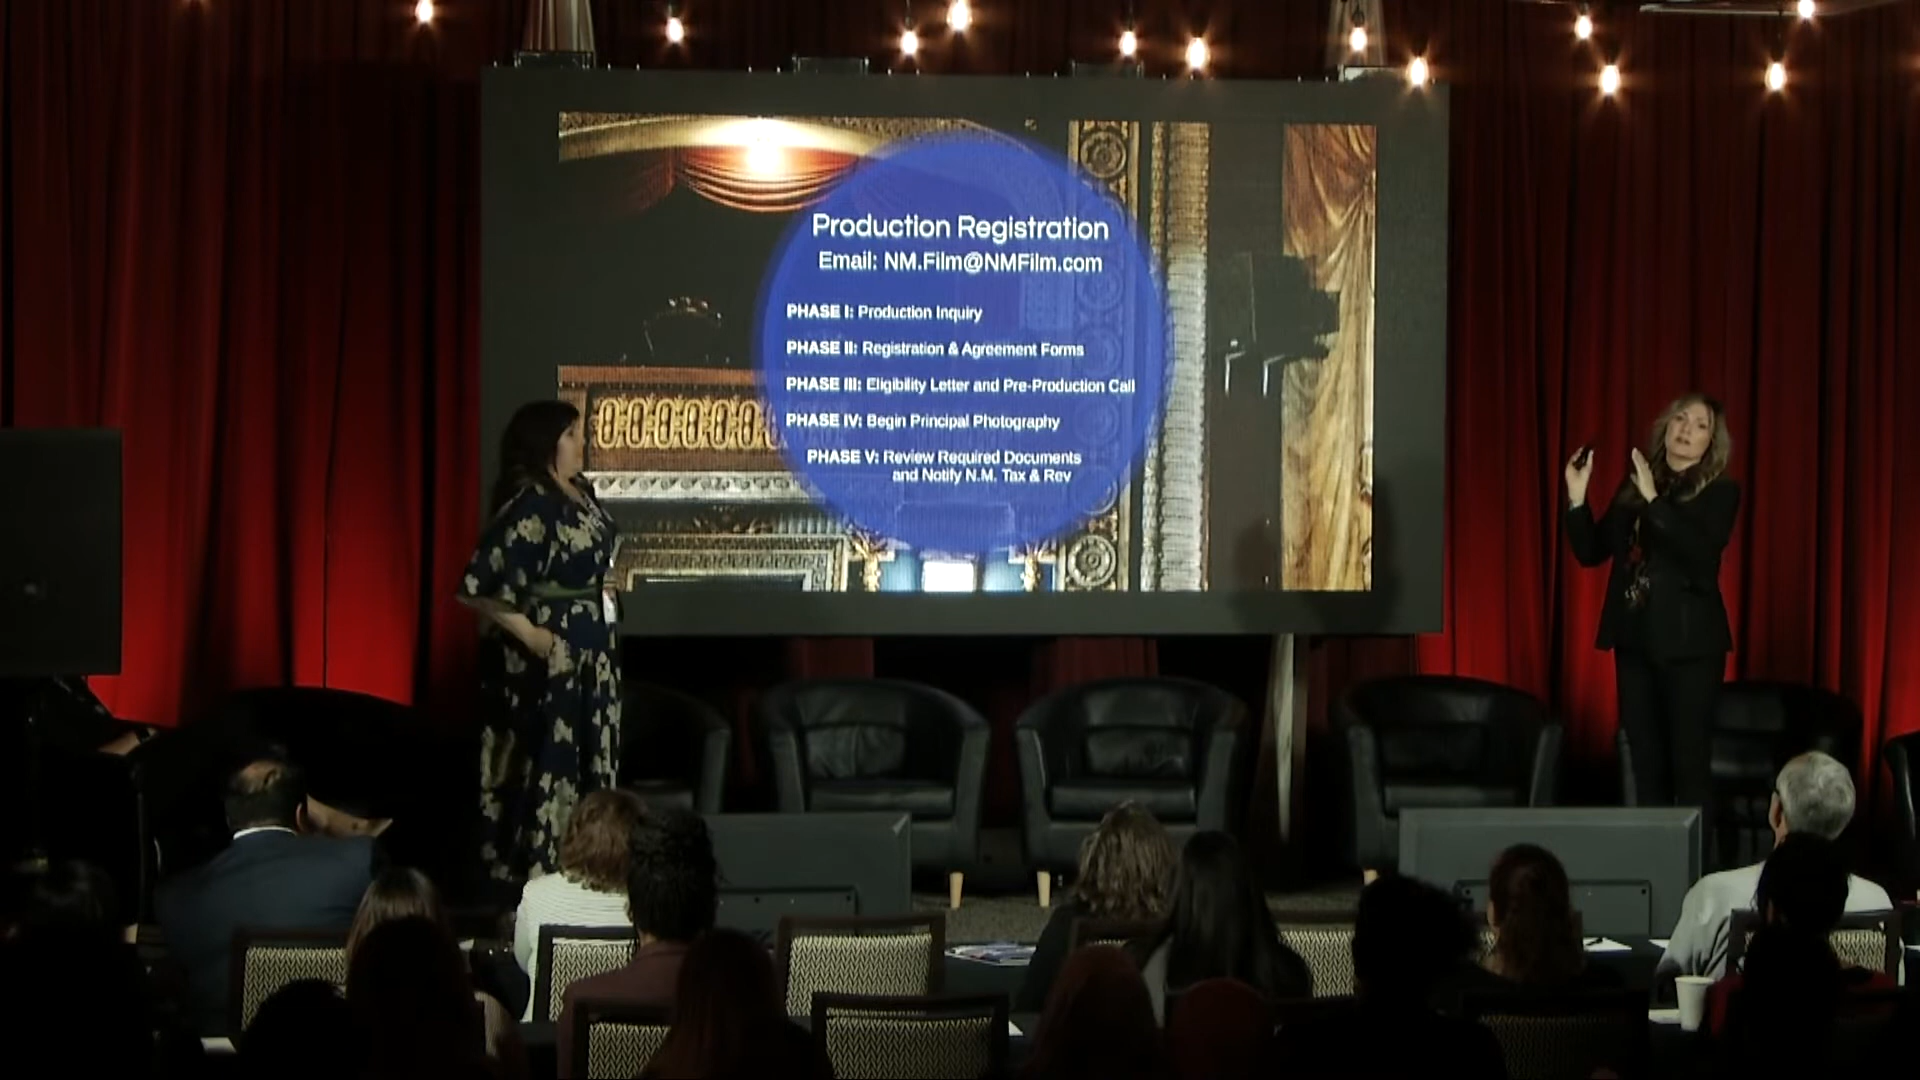 Production Registration
Email: NM.Film@NMFilm.com
PHASE I: Production Inquiry
PHASE II: Registration & Agreement Forms
PHASE III: Eligibility Letter and Pre-Production Call
PHASE IV: Begin Principal Photography
PHASE V: Review Required Documents
and Notify N.M. Tax & Rev